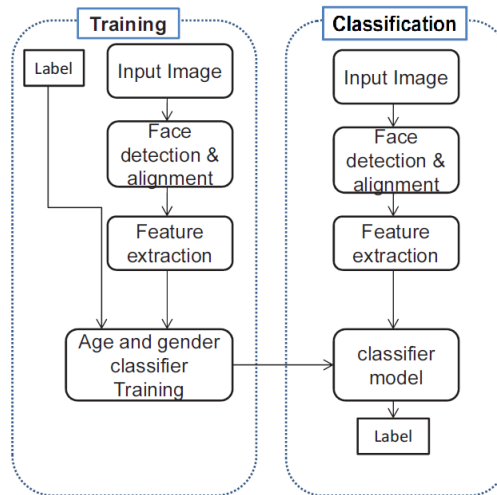 Training
Label
Input Image
Face
detection &
alignment
Feature
extraction
Age and gender
classifier
Training
Classification
Input Image
Face
detection &
alignment
Feature
extraction
classifier
model
Label